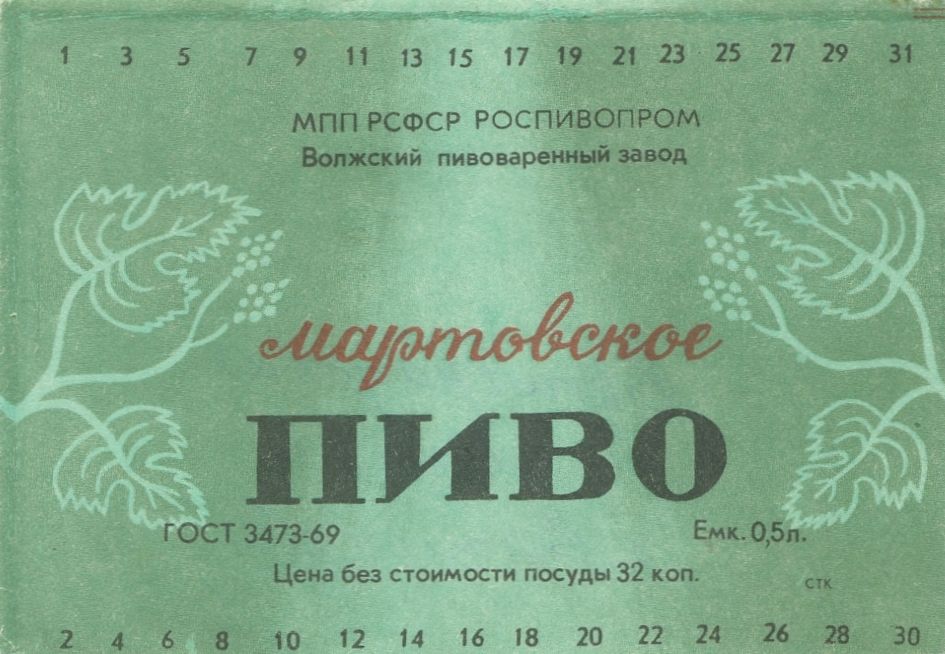 1 3 5 7 9 11 13 15 17 19 21 23 25 27 29 31
МПП РСФСР РОСПИВОПРОМ
Волжский пивоваренный завод
мартовское
ПИВО
ГОСТ 3473-69 Емк. 0,5л.
Цена без стоимости посуды 32 коп.
СТК
2 4 6 8 10 12 14 16 18 20 22 24 26 28 30